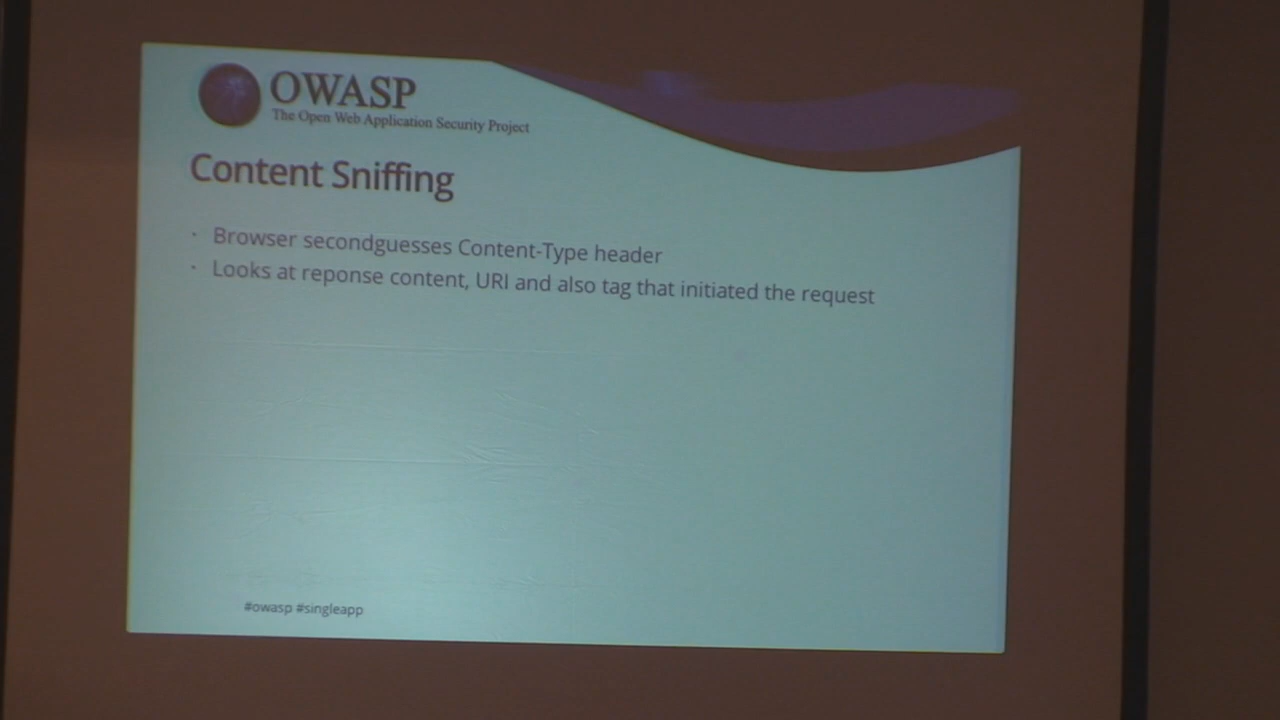 OWASP
The Open Web Application Security Project
Content Sniffing
· Browser secondguesses Content-Type header
· Looks at reponse content, URI and also tag that initiated the request
#owasp #singleapp